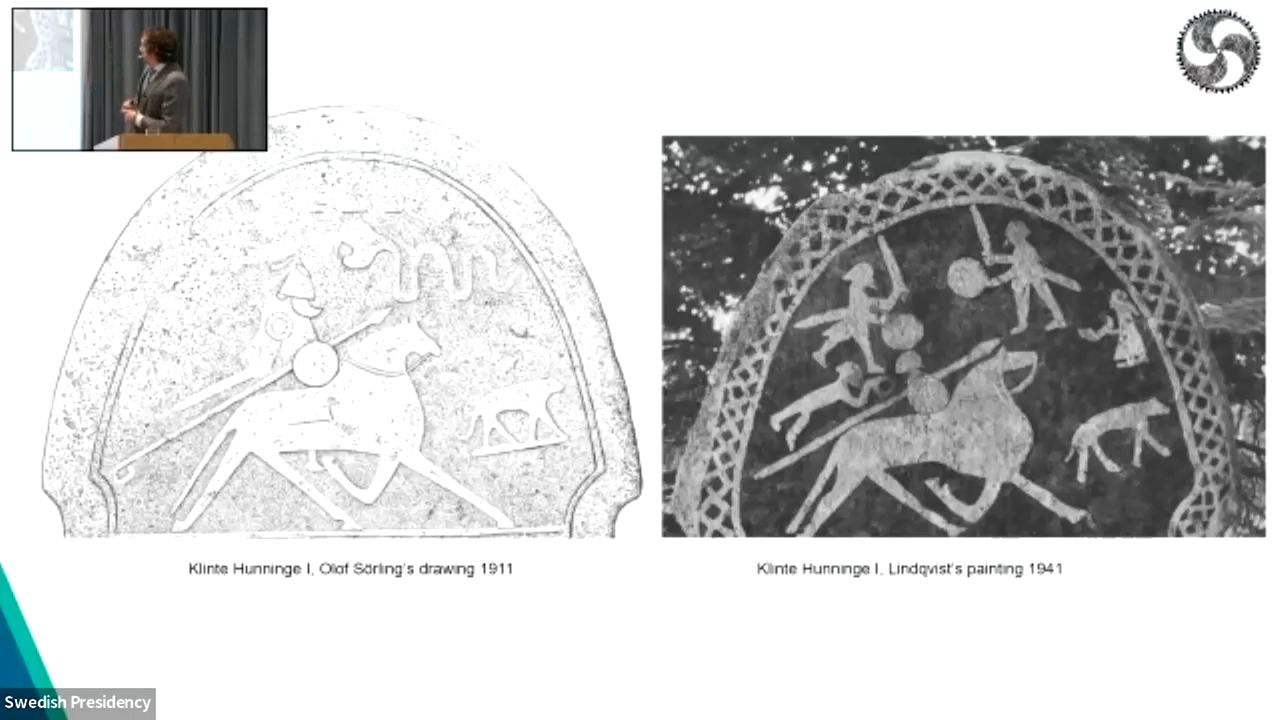 Klinte Hunninge I, Olof Sörling's drawing 1911
Klinte Hunninge I, Lindqvist's painting 1941
Swedish Presidency